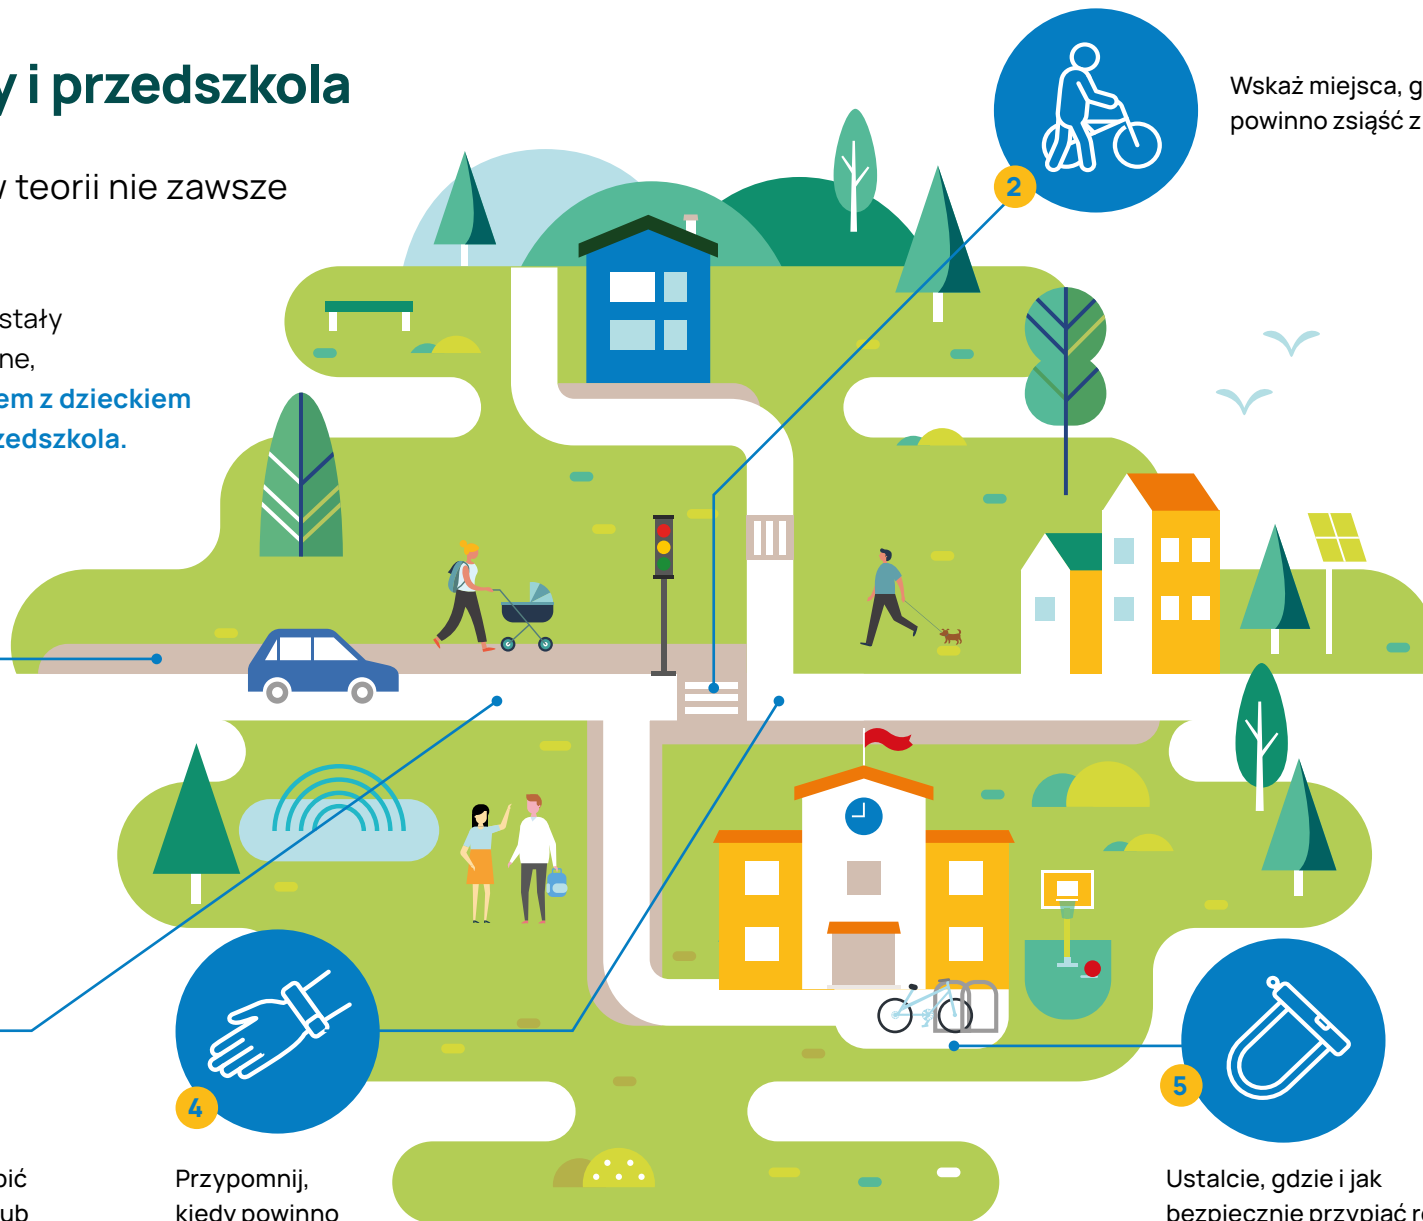 y i przedszkola
w teorii nie zawsze
stały
ne,
em z dzieckiem
zedszkola.
2
Wskaż miejsca, g
powinno zsiąść z
4
Przypomnij,
kiedy powinno
bić
ub
5
Ustalcie, gdzie i jak
bezpiecznie przypiąć